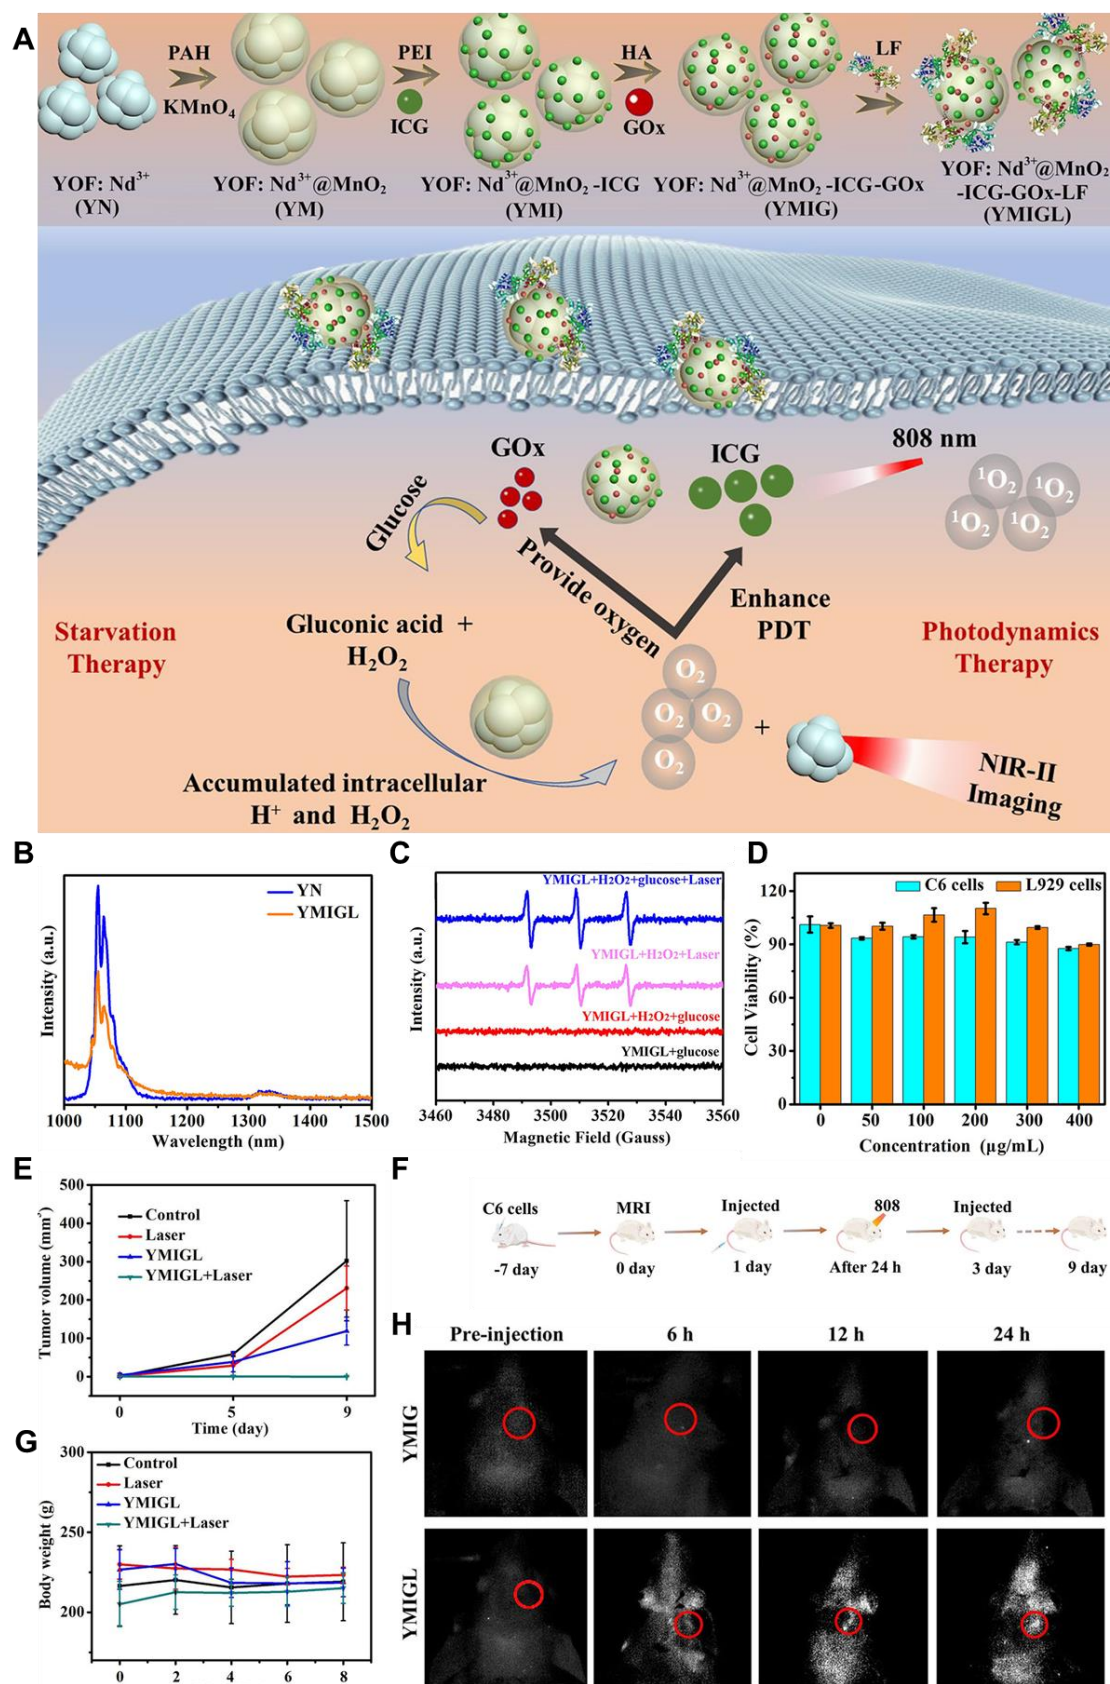 A
PAH
KMnO₄
PEI
ICG
HA
GOx
LF
YOF: Nd³⁺
(YN)
YOF: Nd³⁺@MnO₂
(YM)
YOF: Nd³⁺@MnO₂ -ICG
(YMI)
YOF: Nd³⁺@MnO₂ -ICG-GOx
(YMIG)
YOF: Nd³⁺@MnO₂
-ICG-GOx-LF
(YMIGL)
GOx
ICG
808 nm
¹O₂
¹O₂
¹O₂
¹O₂
Glucose
Provide oxygen
Enhance
PDT
Starvation
Therapy
Gluconic acid +
H₂O₂
Photodynamics
Therapy
O₂
O₂
O₂
O₂
+
NIR-II
Imaging
Accumulated intracellular
H⁺ and H₂O₂
B
YN
YMIGL
Intensity (a.u.)
1000 1100 1200 1300 1400 1500
Wavelength (nm)
C
YMIGL+H₂O₂+glucose+Laser
YMIGL+H₂O₂+Laser
YMIGL+H₂O₂+glucose
YMIGL+glucose
Intensity (a.u.)
3460 3480 3500 3520 3540 3560
Magnetic Field (Gauss)
D
C6 cells L929 cells
Cell Viability (%)
120
90
60
30
0
0 50 100 200 300 400
Concentration (µg/mL)
E
Control
Laser
YMIGL
YMIGL+Laser
Tumor volume (mm³)
500
400
300
200
100
0
0 5 9
Time (day)
F
C6 cells
MRI
Injected
808
Injected
-7 day
0 day
1 day
After 24 h
3 day
9 day
G
Control
Laser
YMIGL
YMIGL+Laser
Body weight (g)
300
250
200
0 2 4 6 8
H
Pre-injection 6 h 12 h 24 h
YMIG
YMIGL